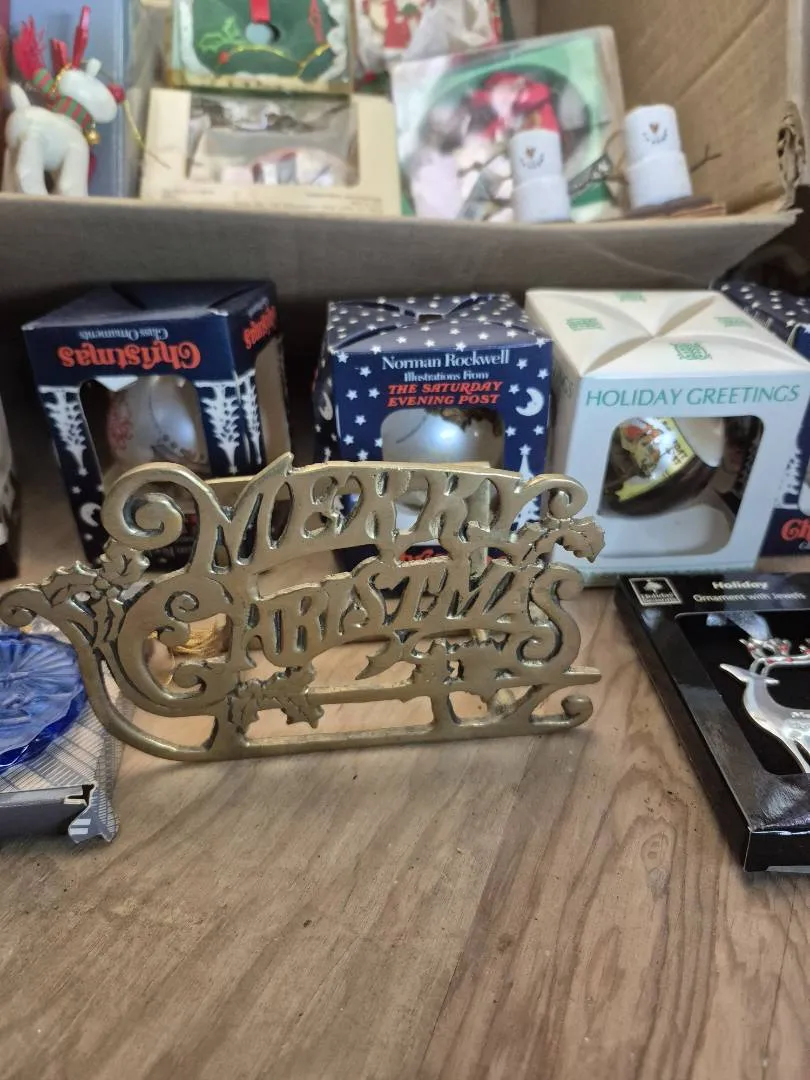 Christmas
Glass Ornaments
Christmas
Norman Rockwell
Illustrations From
THE SATURDAY
EVENING POST
HOLIDAY GREETINGS
MERRY
CHRISTMAS
Holiday
Ornament with Jewels